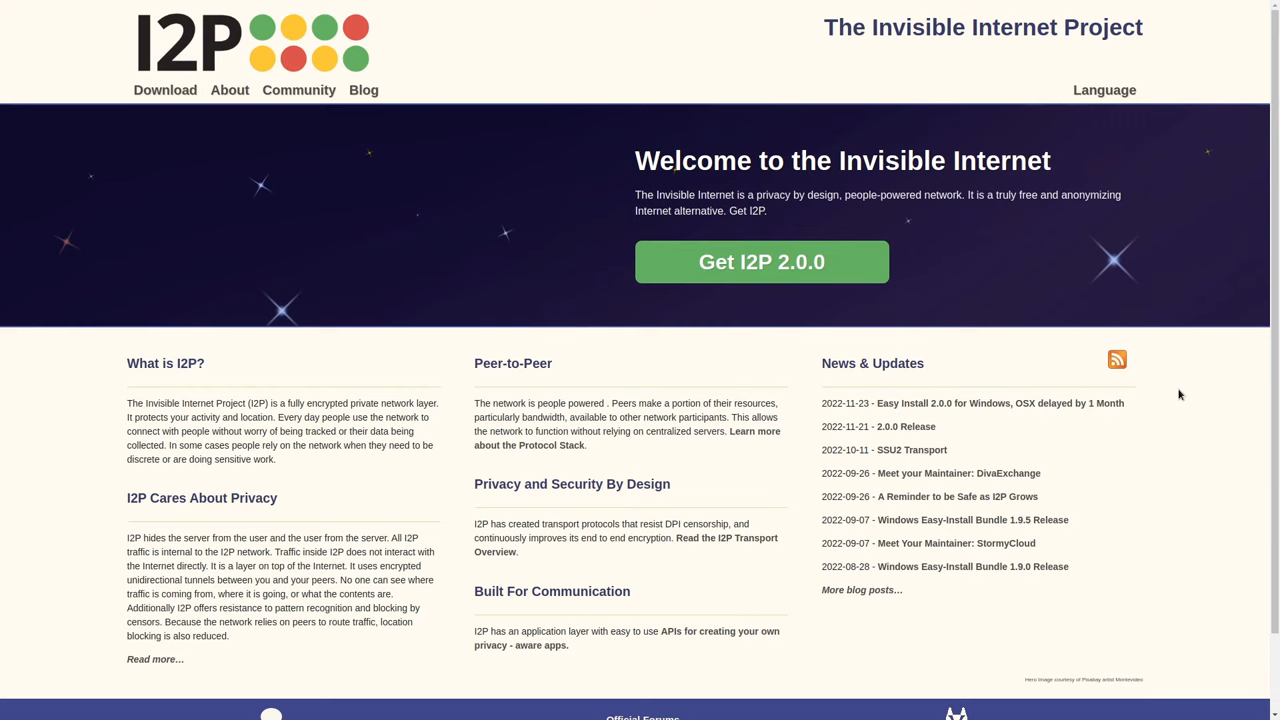 I2P
The Invisible Internet Project
Download About Community Blog
Language
Welcome to the Invisible Internet
The Invisible Internet is a privacy by design, people-powered network. It is a truly free and anonymizing
Internet alternative. Get I2P.
Get I2P 2.0.0
What is I2P?
The Invisible Internet Project (I2P) is a fully encrypted private network layer.
It protects your activity and location. Every day people use the network to
connect with people without worry of being tracked or their data being
collected. In some cases people rely on the network when they need to be
discrete or are doing sensitive work.
I2P Cares About Privacy
I2P hides the server from the user and the user from the server. All I2P
traffic is internal to the I2P network. Traffic inside I2P does not interact with
the Internet directly. It is a layer on top of the Internet. It uses encrypted
unidirectional tunnels between you and your peers. No one can see where
traffic is coming from, where it is going, or what the contents are.
Additionally I2P offers resistance to pattern recognition and blocking by
censors. Because the network relies on peers to route traffic, location
blocking is also reduced.
Read more…
Peer-to-Peer
The network is people powered . Peers make a portion of their resources,
particularly bandwidth, available to other network participants. This allows
the network to function without relying on centralized servers. Learn more
about the Protocol Stack.
Privacy and Security By Design
I2P has created transport protocols that resist DPI censorship, and
continuously improves its end to end encryption. Read the I2P Transport
Overview.
Built For Communication
I2P has an application layer with easy to use APIs for creating your own
privacy - aware apps.
News & Updates
2022-11-23 - Easy Install 2.0.0 for Windows, OSX delayed by 1 Month
2022-11-21 - 2.0.0 Release
2022-10-11 - SSU2 Transport
2022-09-26 - Meet your Maintainer: DivaExchange
2022-09-26 - A Reminder to be Safe as I2P Grows
2022-09-07 - Windows Easy-Install Bundle 1.9.5 Release
2022-09-07 - Meet Your Maintainer: StormyCloud
2022-08-28 - Windows Easy-Install Bundle 1.9.0 Release
More blog posts…
Hero image courtesy of Pixabay artist Montevideo
Official Forums